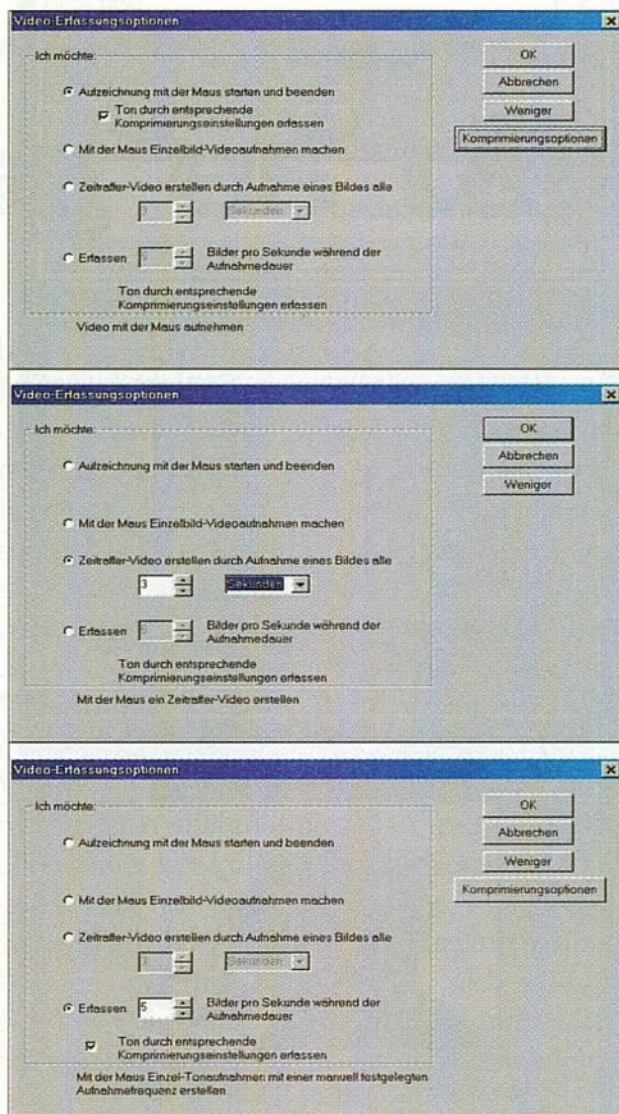 Video-Erfassungsoptionen
Ich möchte:
Aufzeichnung mit der Maus starten und beenden
Ton durch entsprechende
Komprimierungseinstellungen erfassen
Mit der Maus Einzelbild-Videoaufnahmen machen
Zeitraffer-Video erstellen durch Aufnahme eines Bildes alle
3 Sekunden
Erfassen 5 Bilder pro Sekunde während der
Aufnahmedauer
Ton durch entsprechende
Komprimierungseinstellungen erfassen
Video mit der Maus aufnehmen
OK
Abbrechen
Weniger
Komprimierungsoptionen
Video-Erfassungsoptionen
Ich möchte:
Aufzeichnung mit der Maus starten und beenden
Mit der Maus Einzelbild-Videoaufnahmen machen
Zeitraffer-Video erstellen durch Aufnahme eines Bildes alle
3 Sekunden
Erfassen 5 Bilder pro Sekunde während der
Aufnahmedauer
Ton durch entsprechende
Komprimierungseinstellungen erfassen
Mit der Maus ein Zeitraffer-Video erstellen
OK
Abbrechen
Weniger
Video-Erfassungsoptionen
Ich möchte:
Aufzeichnung mit der Maus starten und beenden
Mit der Maus Einzelbild-Videoaufnahmen machen
Zeitraffer-Video erstellen durch Aufnahme eines Bildes alle
3 Sekunden
Erfassen 5 Bilder pro Sekunde während der
Aufnahmedauer
Ton durch entsprechende
Komprimierungseinstellungen erfassen
Mit der Maus Einzel-Tonaufnahmen mit einer manuell festgelegten
Aufnahmefrequenz erstellen
OK
Abbrechen
Weniger
Komprimierungsoptionen